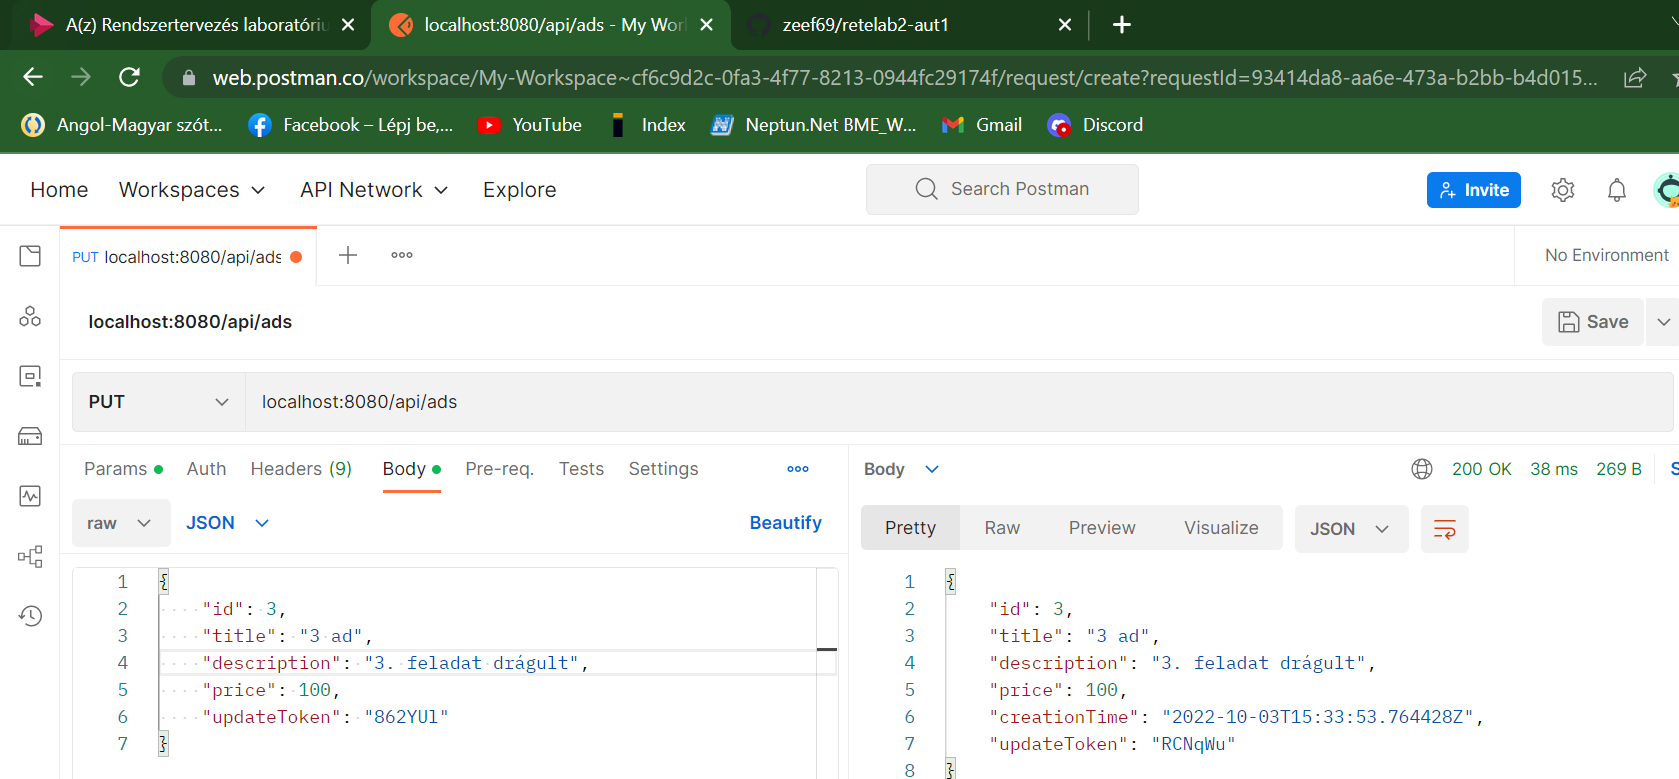 A(z) Rendszertervezés laboratóriu
localhost:8080/api/ads - My Wor
zeef69/retelab2-aut1
web.postman.co/workspace/My-Workspace~cf6c9d2c-0fa3-4f77-8213-0944fc29174f/request/create?requestId=93414da8-aa6e-473a-b2bb-b4d015...
Angol-Magyar szót... Facebook – Lépj be,... YouTube Index Neptun.Net BME_W... Gmail Discord
Home Workspaces API Network Explore Search Postman Invite
PUT localhost:8080/api/ads No Environment
localhost:8080/api/ads Save
PUT localhost:8080/api/ads
Params Auth Headers (9) Body Pre-req. Tests Settings
raw JSON Beautify
1 {
2 "id": 3,
3 "title": "3 ad",
4 "description": "3. feladat drágult",
5 "price": 100,
6 "updateToken": "862YUl"
7 }
Body 200 OK 38 ms 269 B S
Pretty Raw Preview Visualize JSON
1 {
2 "id": 3,
3 "title": "3 ad",
4 "description": "3. feladat drágult",
5 "price": 100,
6 "creationTime": "2022-10-03T15:33:53.764428Z",
7 "updateToken": "RCNqWu"
8 }